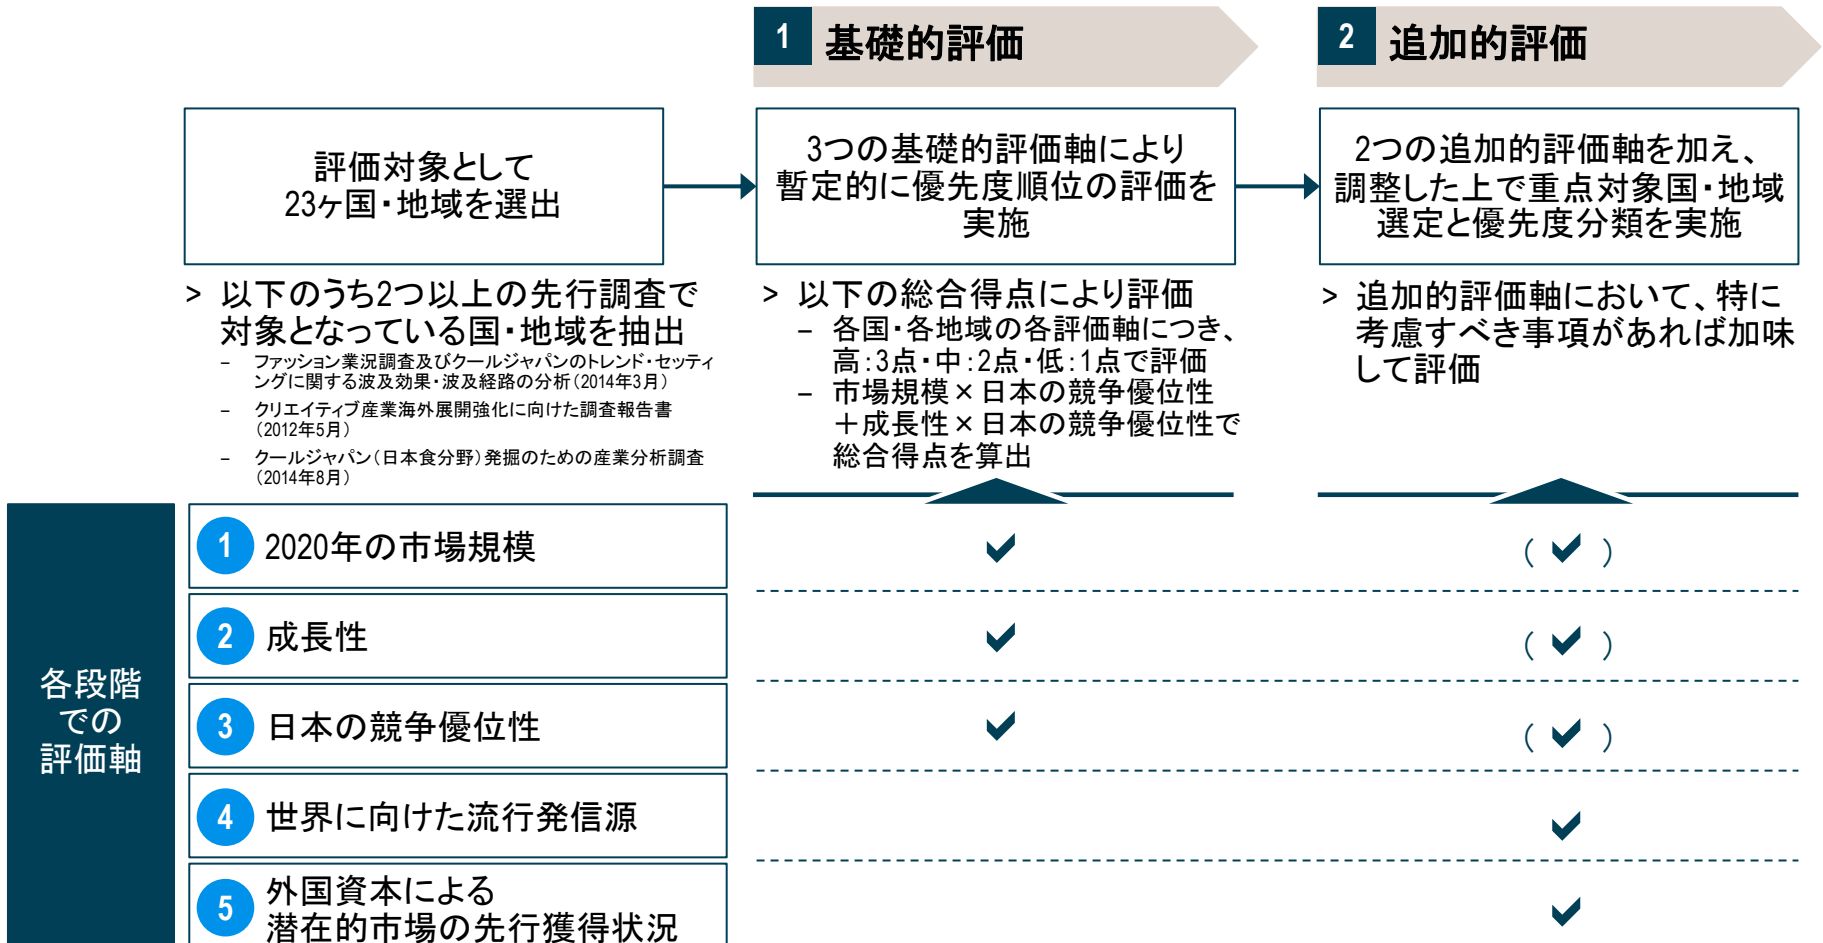 1 基礎的評価
2 追加的評価
評価対象として
23ヶ国・地域を選出
3つの基礎的評価軸により
暫定的に優先度順位の評価を
実施
2つの追加的評価軸を加え、
調整した上で重点対象国・地域
選定と優先度分類を実施
> 以下のうち2つ以上の先行調査で
対象となっている国・地域を抽出
– ファッション業況調査及びクールジャパンのトレンド・セッティ
ングに関する波及効果・波及経路の分析（2014年3月）
– クリエイティブ産業海外展開強化に向けた調査報告書
（2012年5月）
– クールジャパン（日本食分野）発掘のための産業分析調査
（2014年8月）
> 以下の総合得点により評価
– 各国・各地域の各評価軸につき、
高：3点・中：2点・低：1点で評価
– 市場規模×日本の競争優位性
＋成長性×日本の競争優位性で
総合得点を算出
> 追加的評価軸において、特に
考慮すべき事項があれば加味
して評価
各段階
での
評価軸
1 2020年の市場規模
✔ （✔）
2 成長性
✔ （✔）
3 日本の競争優位性
✔ （✔）
4 世界に向けた流行発信源
✔
5 外国資本による
潜在的市場の先行獲得状況
✔